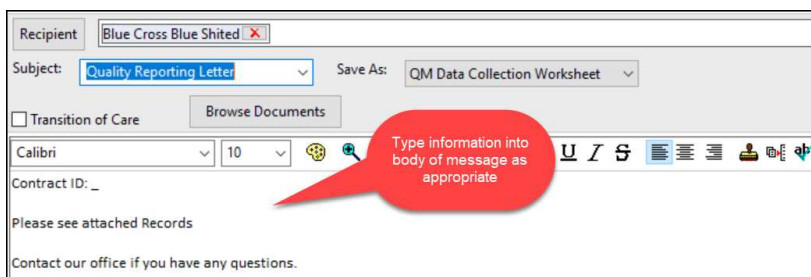 Recipient Blue Cross Blue Shited
Subject: Quality Reporting Letter Save As: QM Data Collection Worksheet
Transition of Care Browse Documents
Calibri 10 U I S
Type information into
body of message as
appropriate
Contract ID: _
Please see attached Records
Contact our office if you have any questions.